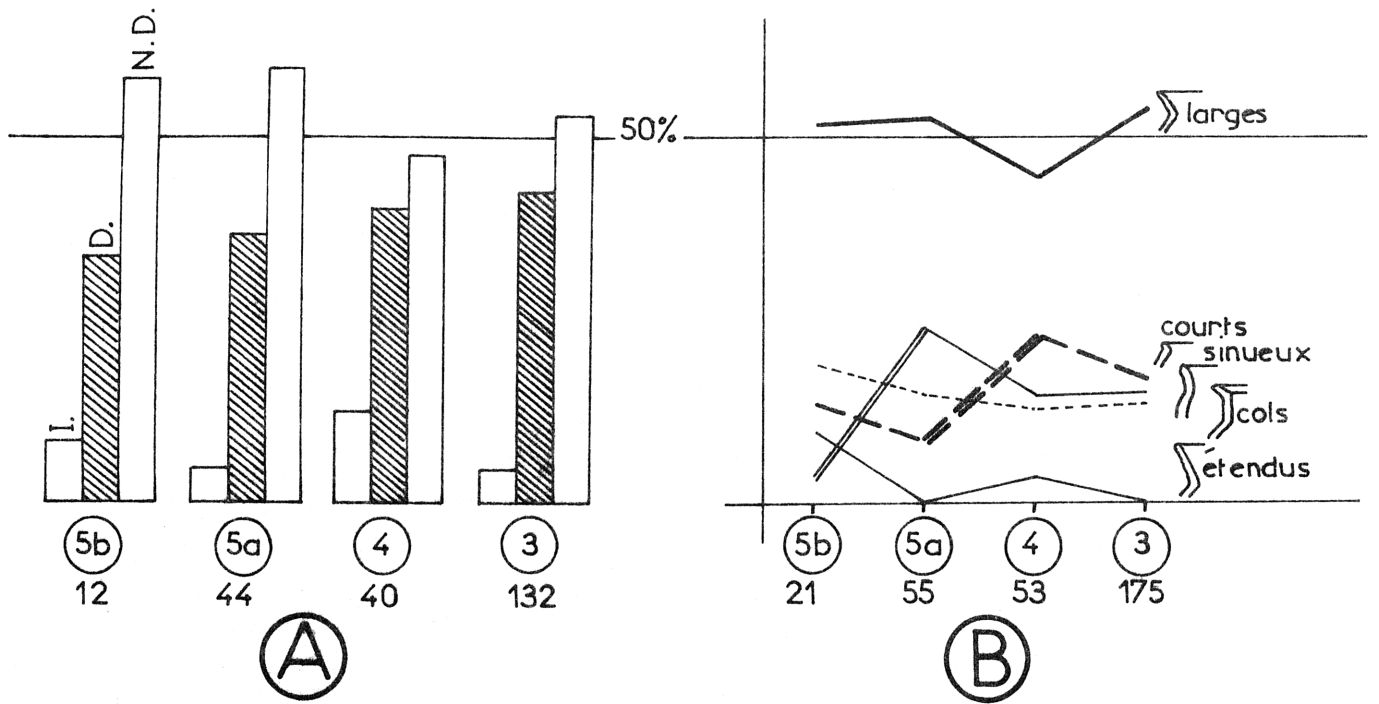 N.D.
D.
I.
50%
larges
courts
sinueux
cols
étendus
5b 5a 4 3
12 44 40 132
A
5b 5a 4 3
21 55 53 175
B